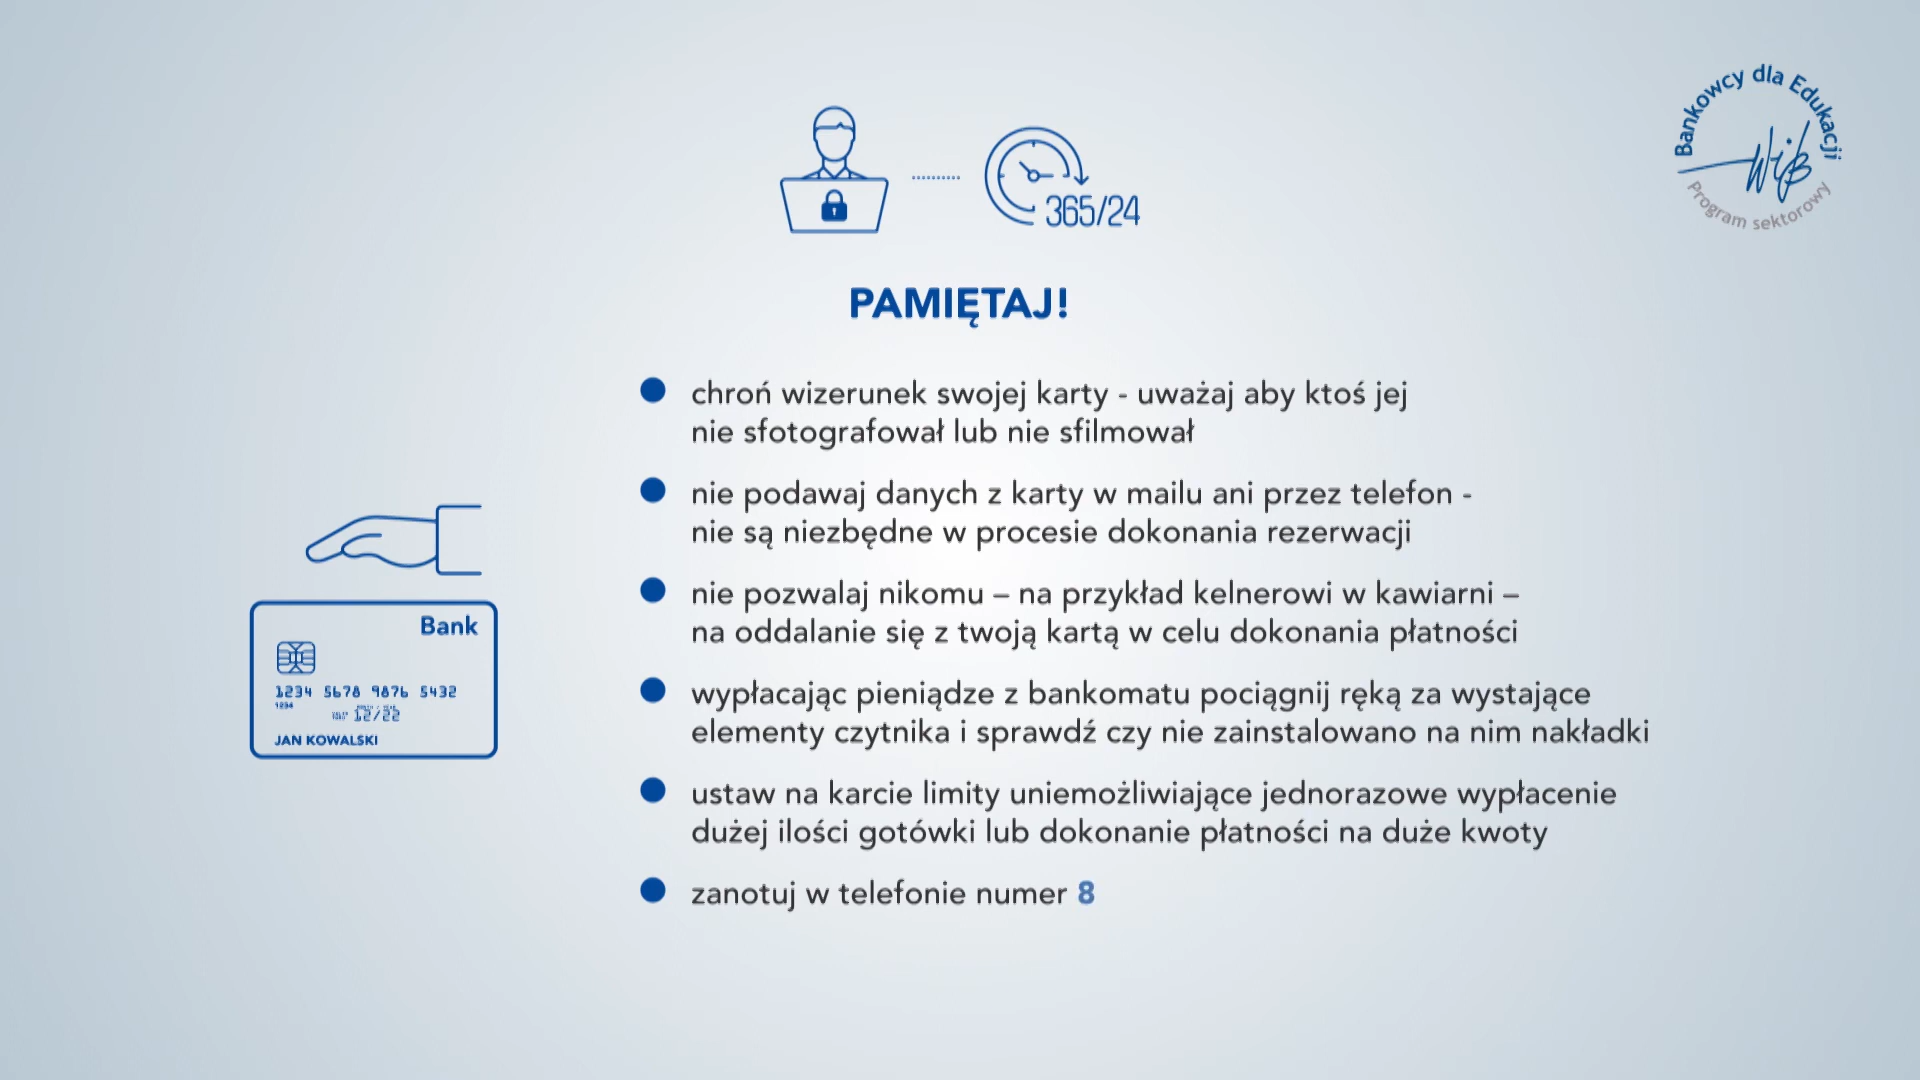 Bankowcy dla Edukacji
WiB
Program sektorowy
365/24
PAMIĘTAJ!
chroń wizerunek swojej karty - uważaj aby ktoś jej
nie sfotografował lub nie sfilmował
nie podawaj danych z karty w mailu ani przez telefon -
nie są niezbędne w procesie dokonania rezerwacji
nie pozwalaj nikomu – na przykład kelnerowi w kawiarni –
na oddalanie się z twoją kartą w celu dokonania płatności
wypłacając pieniądze z bankomatu pociągnij ręką za wystające
elementy czytnika i sprawdź czy nie zainstalowano na nim nakładki
ustaw na karcie limity uniemożliwiające jednorazowe wypłacenie
dużej ilości gotówki lub dokonanie płatności na duże kwoty
zanotuj w telefonie numer 8
Bank
1234 5678 9876 5432
1234
12/22
JAN KOWALSKI